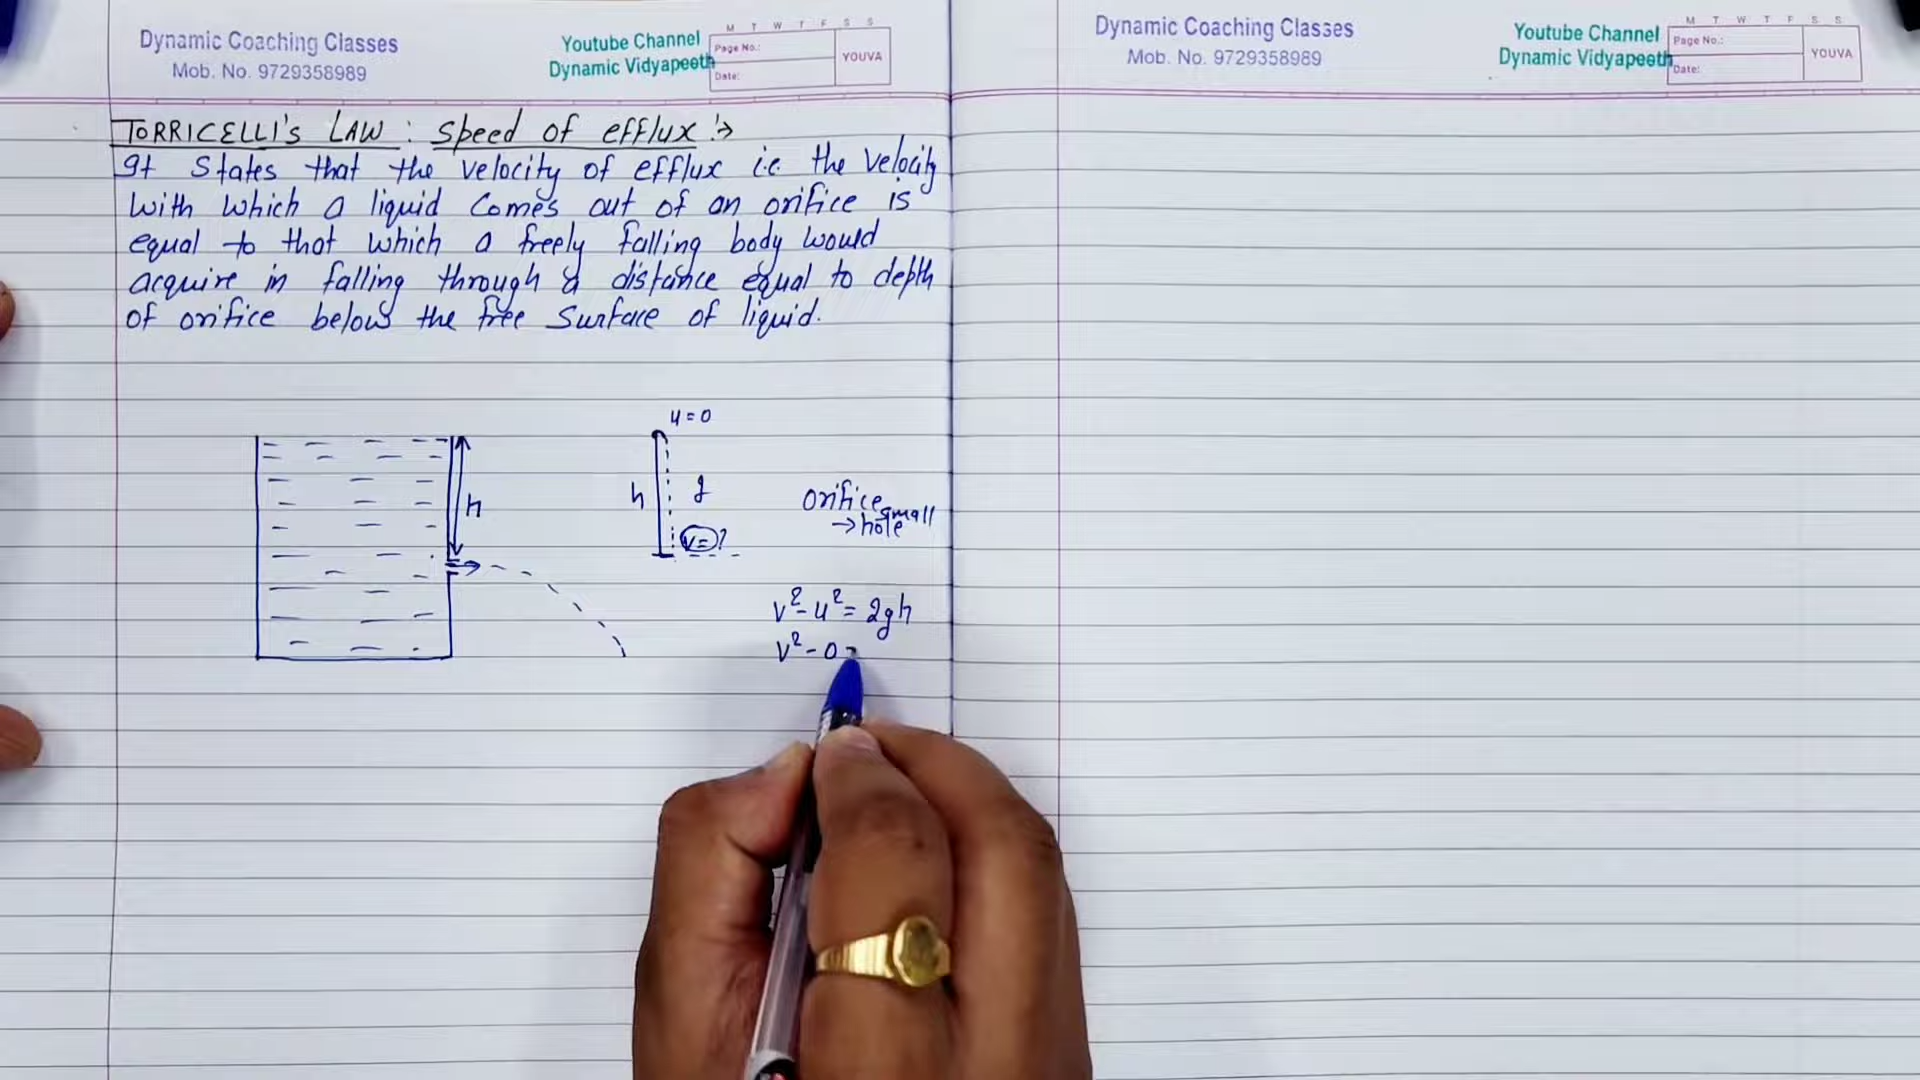 Dynamic Coaching Classes
Mob. No. 9729358989
Youtube Channel
Dynamic Vidyapeeth
M T W T F S S
Page No.:
Date:
YOUVA
TORRICELLI's LAW : Speed of efflux :→
It states that the velocity of efflux i.e. the velocity
with which a liquid comes out of an orifice is
equal to that which a freely falling body would
acquire in falling through a distance equal to depth
of orifice below the free surface of liquid.
h
u = 0
h
g
v = ?
Orifice
→ small hole
v² - u² = 2gh
v² - 0 =
Dynamic Coaching Classes
Mob. No. 9729358989
Youtube Channel
Dynamic Vidyapeeth
M T W T F S S
Page No.:
Date:
YOUVA